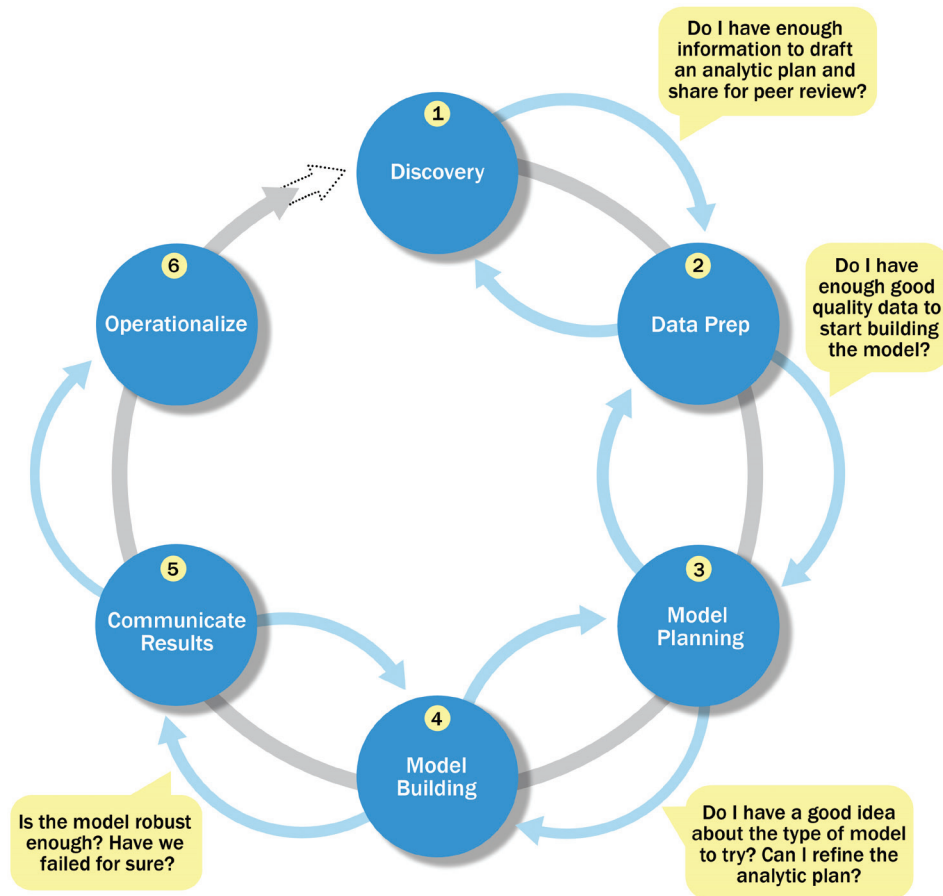 Do I have enough
information to draft
an analytic plan and
share for peer review?
1
Discovery
2
Data Prep
Do I have
enough good
quality data to
start building
the model?
3
Model
Planning
Do I have a good idea
about the type of model
to try? Can I refine the
analytic plan?
4
Model
Building
Is the model robust
enough? Have we
failed for sure?
5
Communicate
Results
6
Operationalize